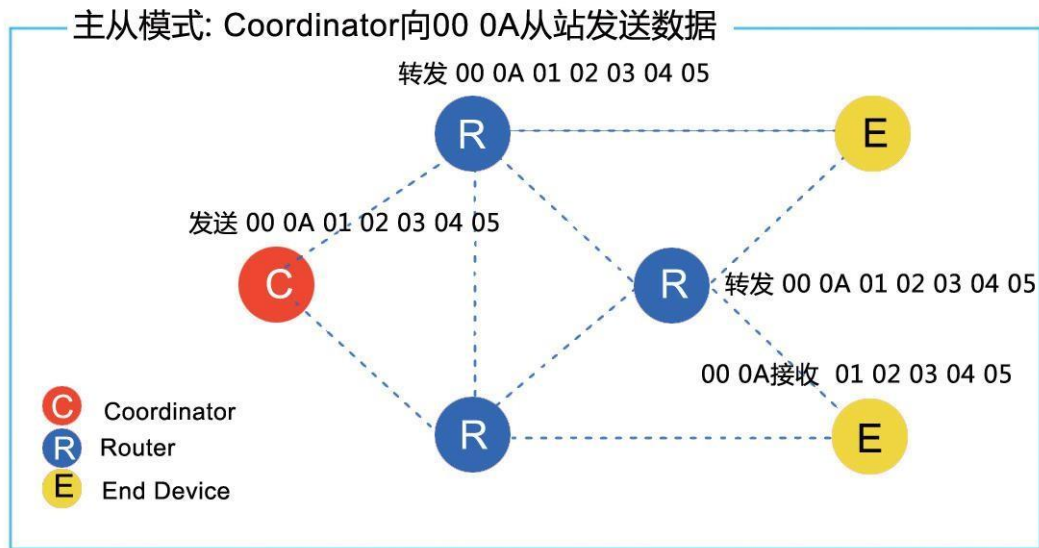 主从模式: Coordinator向00 0A从站发送数据
转发 00 0A 01 02 03 04 05
R
E
发送 00 0A 01 02 03 04 05
C
R
转发 00 0A 01 02 03 04 05
00 0A接收 01 02 03 04 05
R
E
C Coordinator
R Router
E End Device